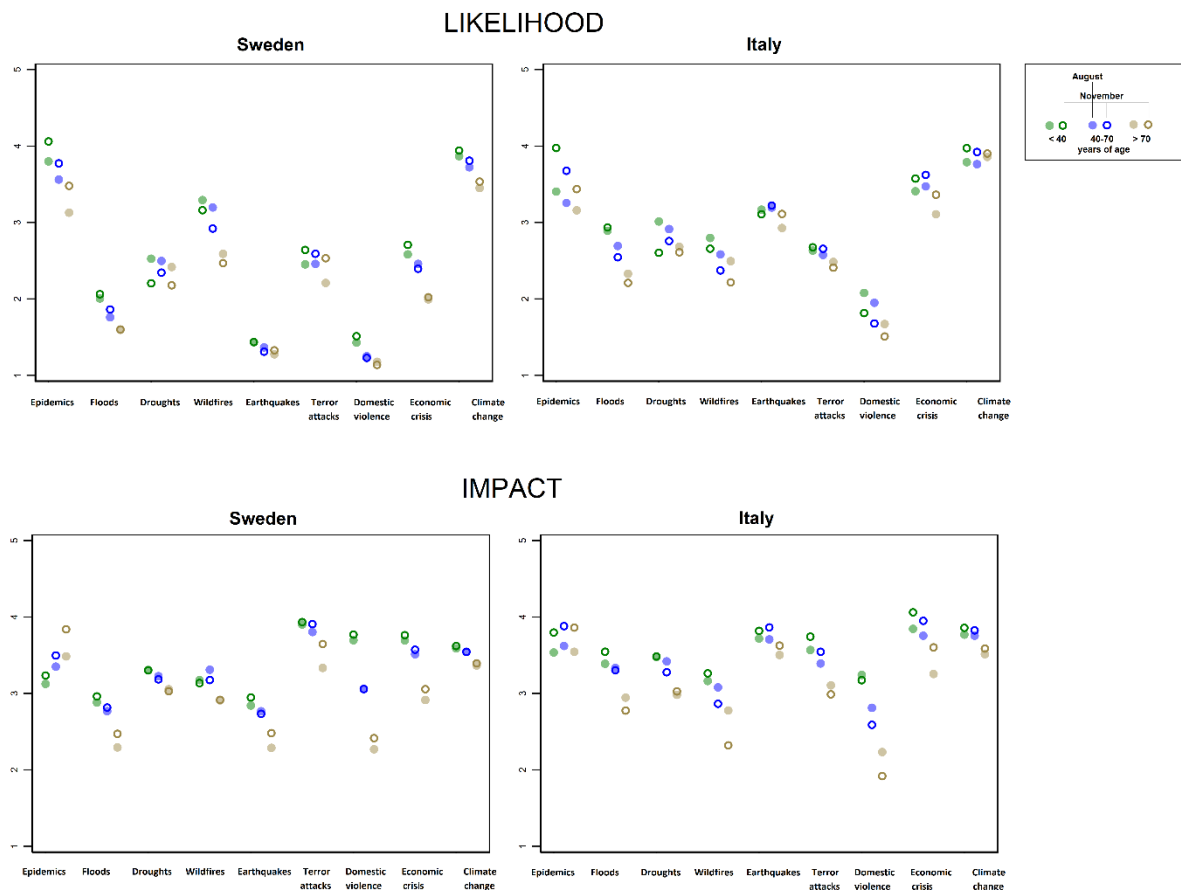 LIKELIHOOD
Sweden
Italy
5
4
3
2
1
Epidemics Floods Droughts Wildfires Earthquakes Terror attacks Domestic violence Economic crisis Climate change
5
4
3
2
1
Epidemics Floods Droughts Wildfires Earthquakes Terror attacks Domestic violence Economic crisis Climate change
August
November
< 40 40-70 > 70
years of age
IMPACT
Sweden
Italy
5
4
3
2
1
Epidemics Floods Droughts Wildfires Earthquakes Terror attacks Domestic violence Economic crisis Climate change
5
4
3
2
1
Epidemics Floods Droughts Wildfires Earthquakes Terror attacks Domestic violence Economic crisis Climate change